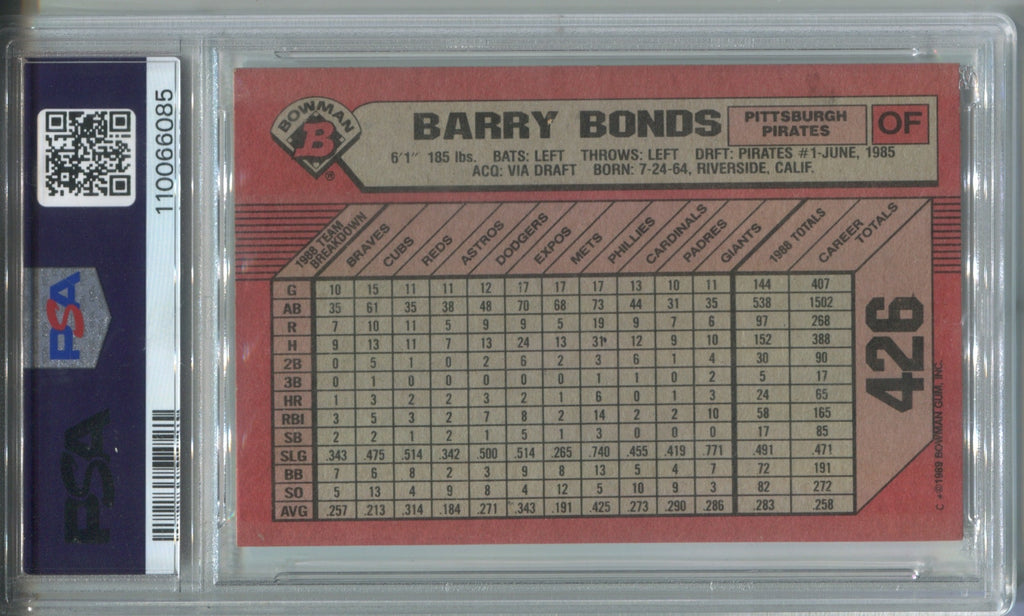 110066085
PSA
PSA
BOWMAN
B
®
BARRY BONDS
PITTSBURGH
PIRATES
OF
6'1" 185 lbs. BATS: LEFT THROWS: LEFT DRFT: PIRATES #1-JUNE, 1985
ACQ: VIA DRAFT BORN: 7-24-64, RIVERSIDE, CALIF.
1988 TEAM BREAKDOWN BRAVES CUBS REDS ASTROS DODGERS EXPOS METS PHILLIES CARDINALS PADRES GIANTS 1988 TOTALS CAREER TOTALS
G 10 15 11 11 12 17 17 17 13 10 11 144 407
AB 35 61 35 38 48 70 68 73 44 31 35 538 1502
R 7 10 11 5 9 9 5 19 9 7 6 97 268
H 9 13 11 7 13 24 13 31 12 9 10 152 388
2B 0 5 1 0 2 6 2 3 6 1 4 30 90
3B 0 1 0 0 0 0 0 1 1 0 2 5 17
HR 1 3 2 2 3 2 1 6 0 1 3 24 65
RBI 3 5 3 2 7 8 2 14 2 2 10 58 165
SB 2 2 1 2 1 5 1 3 0 0 0 17 85
SLG .343 .475 .514 .342 .500 .514 .265 .740 .455 .419 .771 .491 .471
BB 7 6 8 2 3 9 8 13 5 4 7 72 191
SO 5 13 4 9 8 4 12 5 10 9 3 82 272
AVG .257 .213 .314 .184 .271 .343 .191 .425 .273 .290 .286 .283 .258
426
C *©1989 BOWMAN GUM, INC.